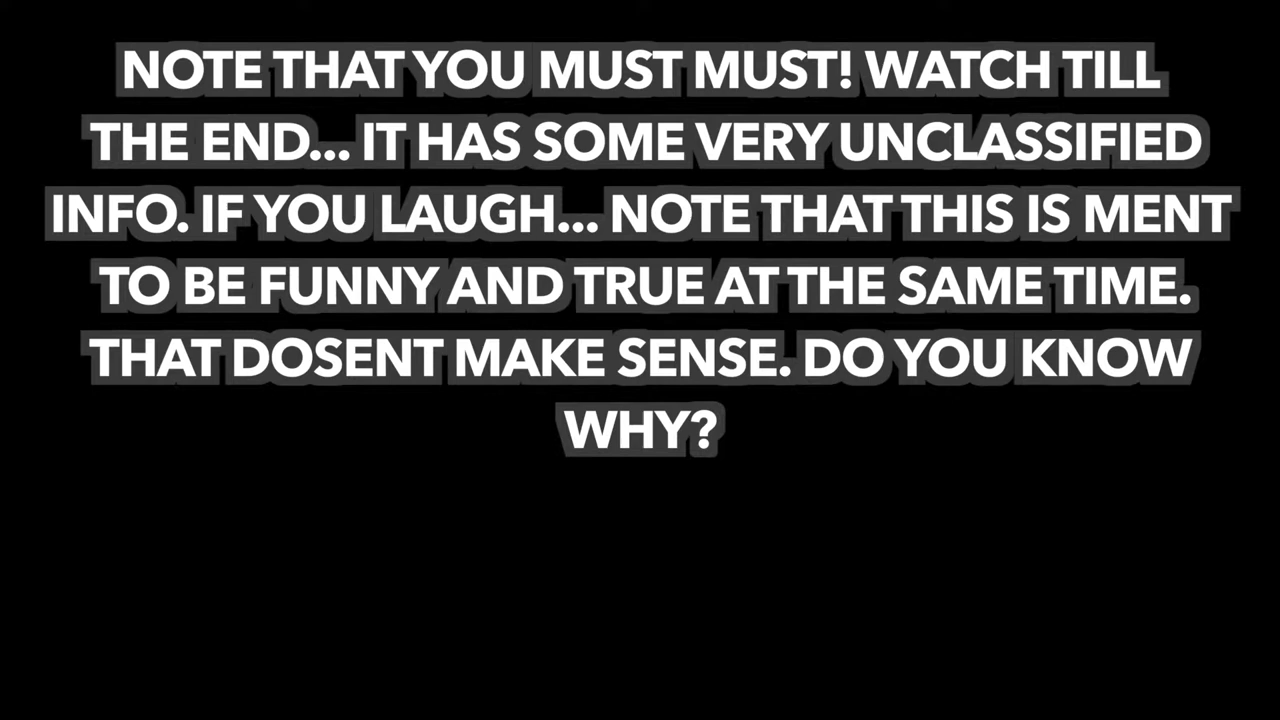 NOTE THAT YOU MUST MUST! WATCH TILL
THE END... IT HAS SOME VERY UNCLASSIFIED
INFO. IF YOU LAUGH... NOTE THAT THIS IS MENT
TO BE FUNNY AND TRUE AT THE SAME TIME.
THAT DOSENT MAKE SENSE. DO YOU KNOW
WHY?